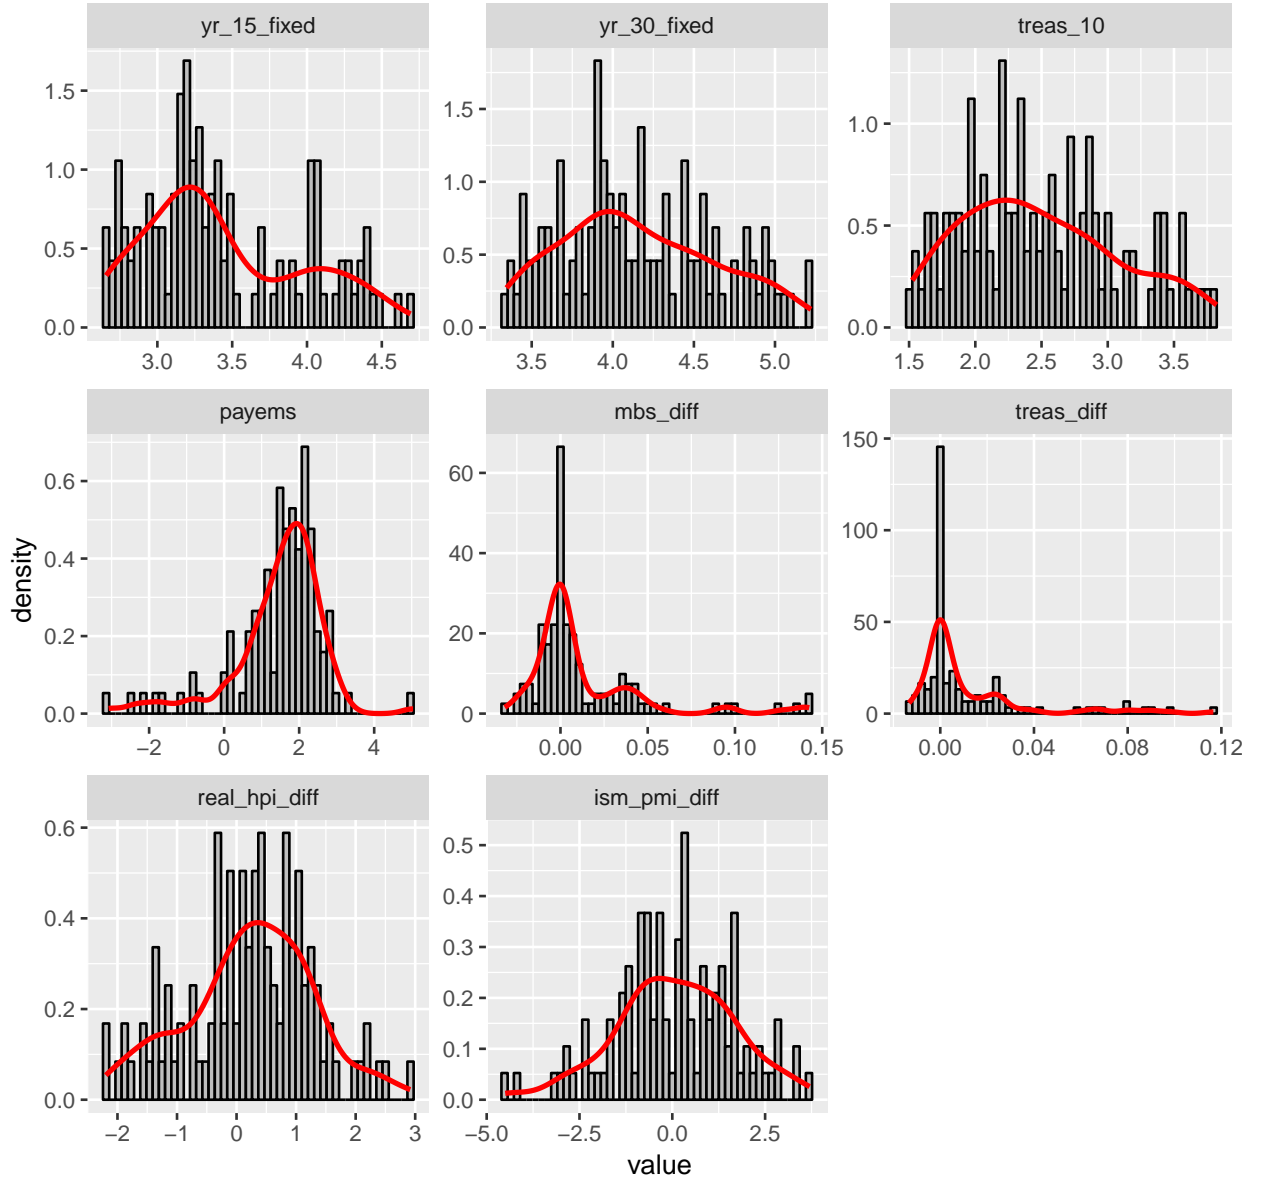 yr_15_fixed
yr_30_fixed
treas_10
1.5
1.0
0.5
0.0
3.0 3.5 4.0 4.5
1.5
1.0
0.5
0.0
3.5 4.0 4.5 5.0
1.0
0.5
0.0
1.5 2.0 2.5 3.0 3.5
payems
mbs_diff
treas_diff
density
0.6
0.4
0.2
0.0
−2 0 2 4
60
40
20
0
0.00 0.05 0.10 0.15
150
100
50
0
0.00 0.04 0.08 0.12
real_hpi_diff
ism_pmi_diff
0.6
0.4
0.2
0.0
−2 −1 0 1 2 3
0.5
0.4
0.3
0.2
0.1
0.0
−5.0 −2.5 0.0 2.5
value